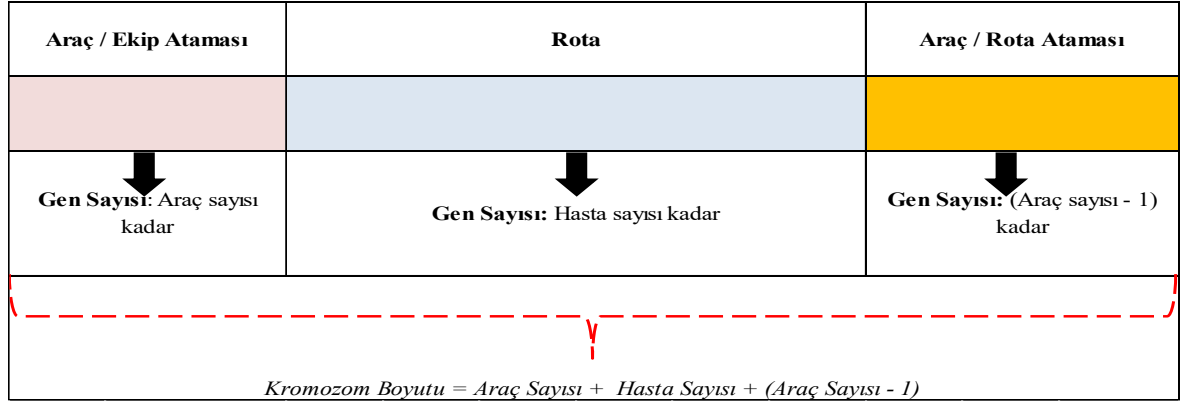 Araç / Ekip Ataması
Rota
Araç / Rota Ataması
Gen Sayısı: Araç sayısı
kadar
Gen Sayısı: Hasta sayısı kadar
Gen Sayısı: (Araç sayısı - 1)
kadar
Kromozom Boyutu = Araç Sayısı + Hasta Sayısı + (Araç Sayısı - 1)